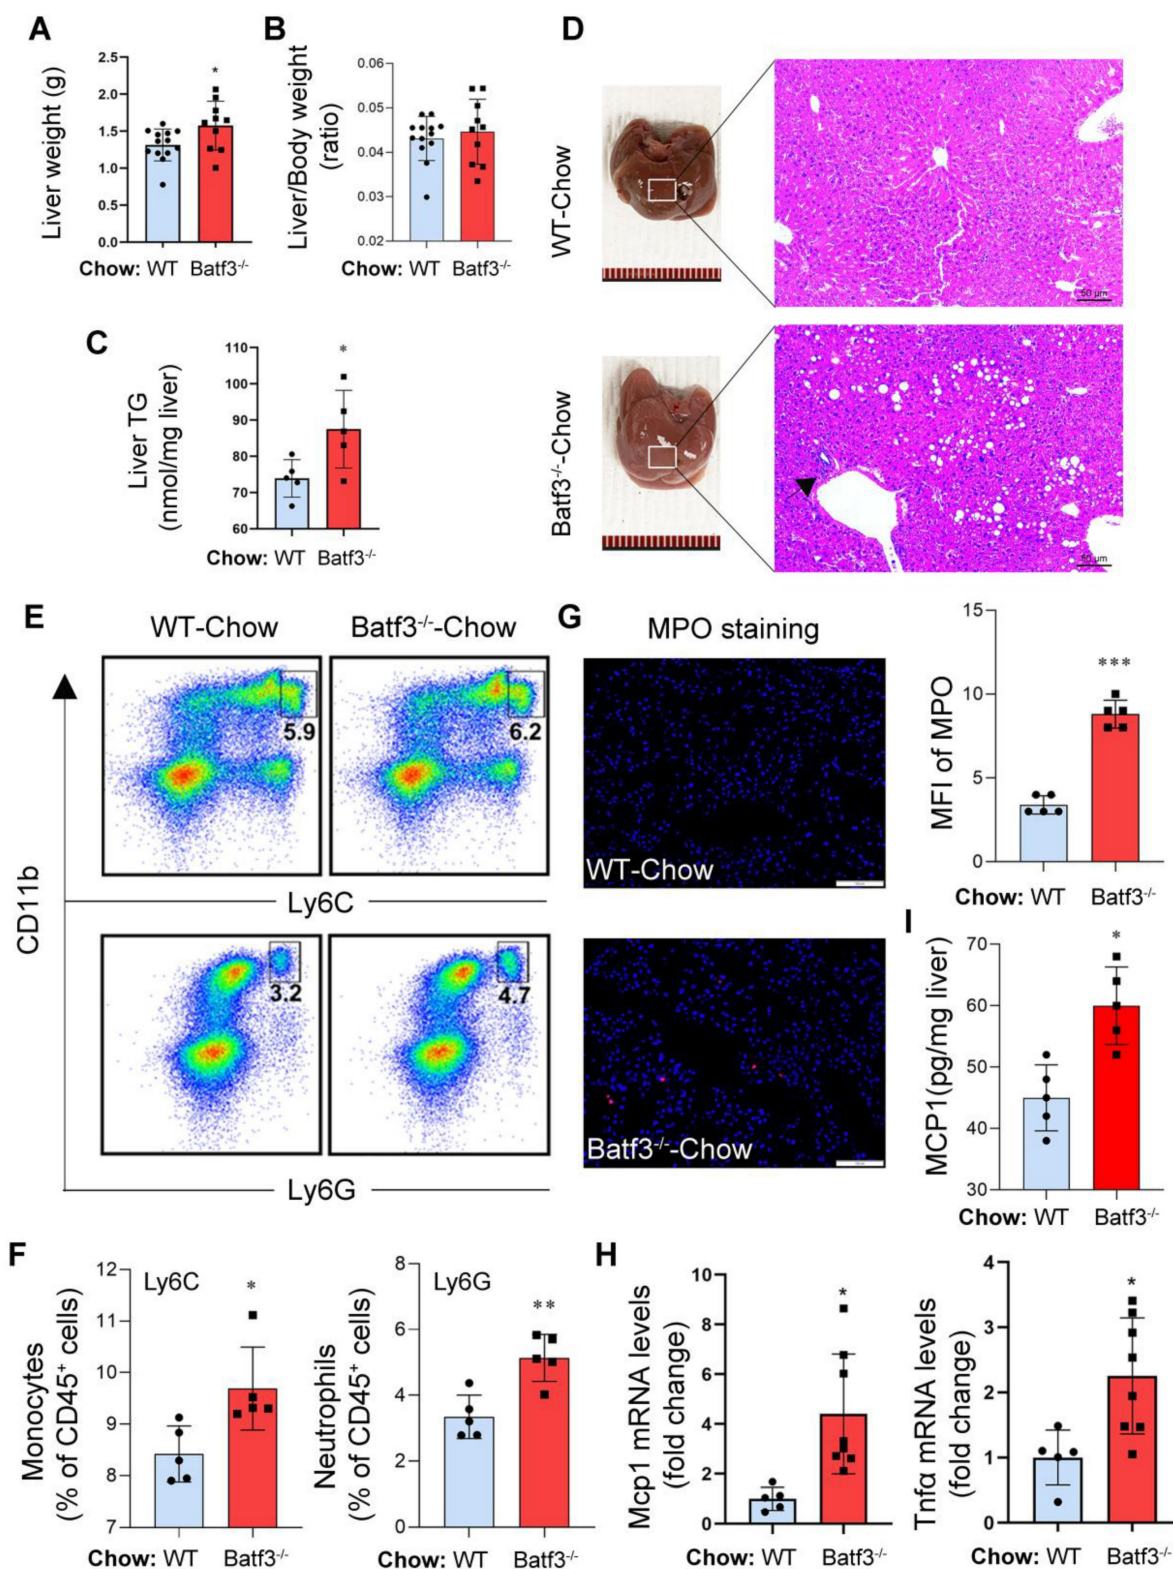 A
Liver weight (g)
2.5
2.0
1.5
1.0
0.5
0.0
*
Chow: WT Batf3-/-
B
Liver/Body weight
(ratio)
0.06
0.05
0.04
0.03
0.02
Chow: WT Batf3-/-
C
Liver TG
(nmol/mg liver)
110
100
90
80
70
60
*
Chow: WT Batf3-/-
D
WT-Chow
50 µm
Batf3-/--Chow
50 µm
E
WT-Chow
Batf3-/--Chow
5.9
6.2
CD11b
Ly6C
3.2
4.7
Ly6G
F
Monocytes
(% of CD45+ cells)
12
11
10
9
8
7
Ly6C
*
Chow: WT Batf3-/-
Neutrophils
(% of CD45+ cells)
8
6
4
2
0
Ly6G
**
Chow: WT Batf3-/-
G
MPO staining
WT-Chow
Batf3-/--Chow
MFI of MPO
15
10
5
0
***
Chow: WT Batf3-/-
I
MCP1(pg/mg liver)
70
60
50
40
30
*
Chow: WT Batf3-/-
H
Mcp1 mRNA levels
(fold change)
10
8
6
4
2
0
*
Chow: WT Batf3-/-
Tnfα mRNA levels
(fold change)
4
3
2
1
0
*
Chow: WT Batf3-/-